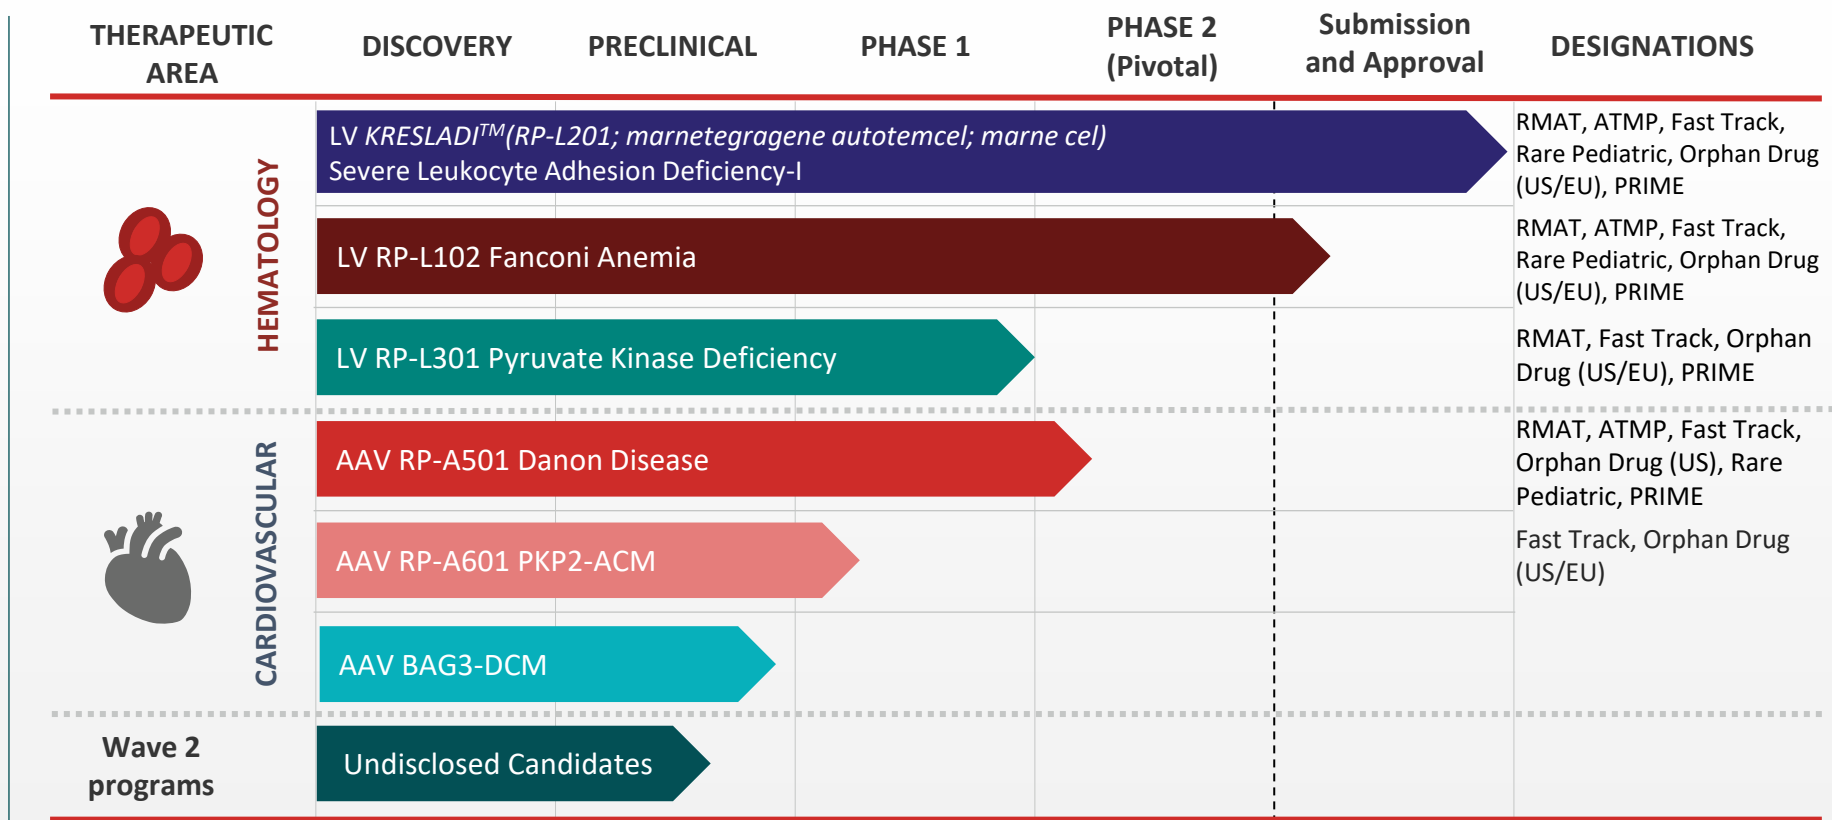 THERAPEUTIC
AREA
DISCOVERY
PRECLINICAL
PHASE 1
PHASE 2
(Pivotal)
Submission
and Approval
DESIGNATIONS
HEMATOLOGY
LV KRESLADI™(RP-L201; marnetegragene autotemcel; marne cel)
Severe Leukocyte Adhesion Deficiency-I
RMAT, ATMP, Fast Track,
Rare Pediatric, Orphan Drug
(US/EU), PRIME
LV RP-L102 Fanconi Anemia
RMAT, ATMP, Fast Track,
Rare Pediatric, Orphan Drug
(US/EU), PRIME
LV RP-L301 Pyruvate Kinase Deficiency
RMAT, Fast Track, Orphan
Drug (US/EU), PRIME
CARDIOVASCULAR
AAV RP-A501 Danon Disease
RMAT, ATMP, Fast Track,
Orphan Drug (US), Rare
Pediatric, PRIME
AAV RP-A601 PKP2-ACM
Fast Track, Orphan Drug
(US/EU)
AAV BAG3-DCM
Wave 2
programs
Undisclosed Candidates